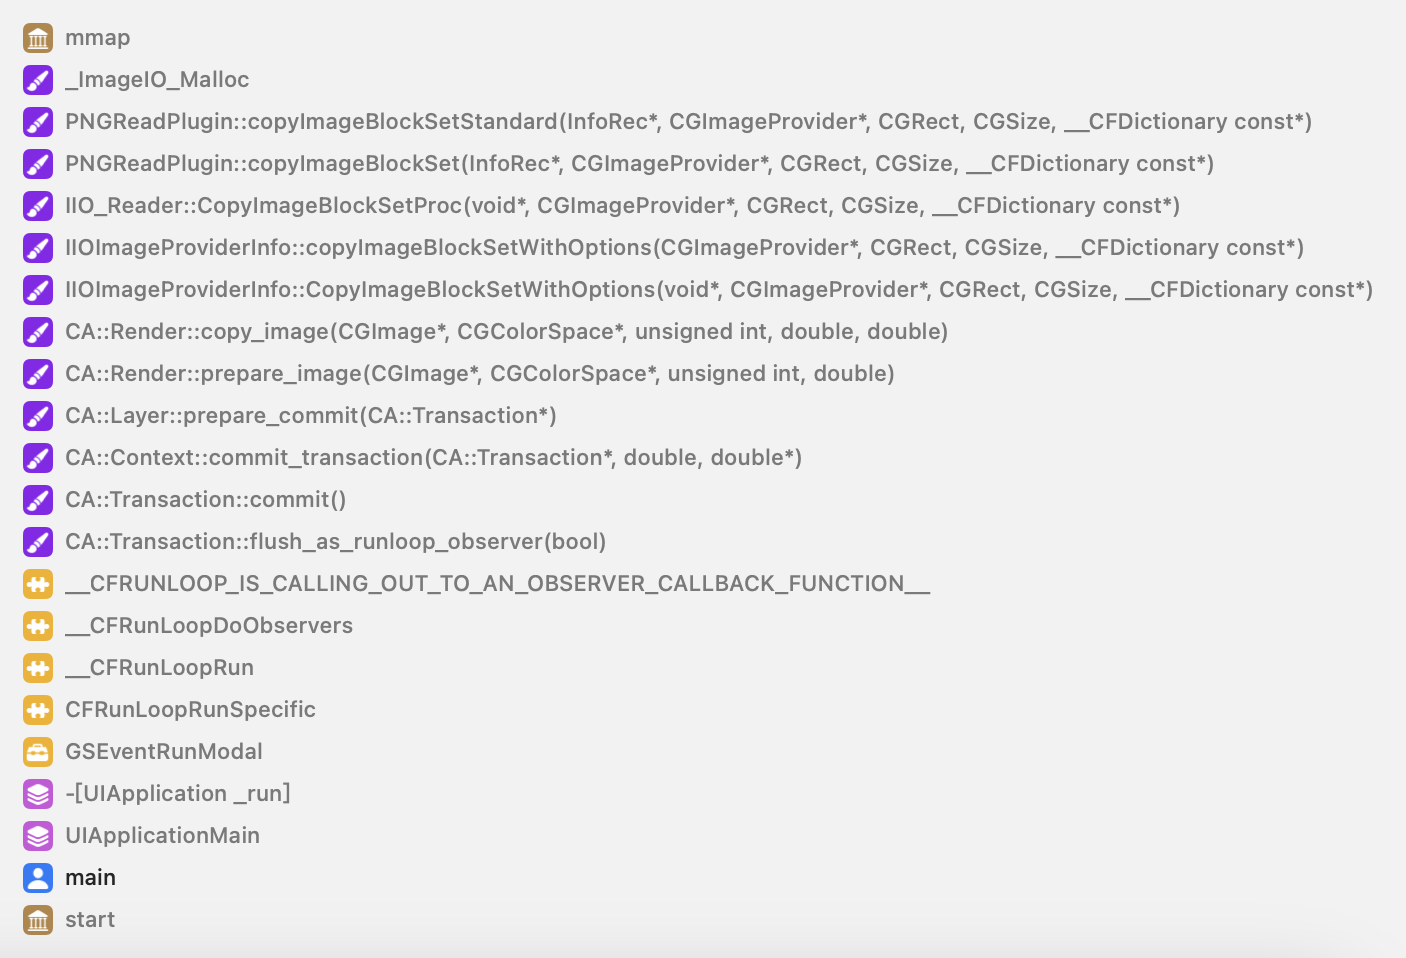 mmap
_ImageIO_Malloc
PNGReadPlugin::copyImageBlockSetStandard(InfoRec*, CGImageProvider*, CGRect, CGSize, __CFDictionary const*)
PNGReadPlugin::copyImageBlockSet(InfoRec*, CGImageProvider*, CGRect, CGSize, __CFDictionary const*)
IIO_Reader::CopyImageBlockSetProc(void*, CGImageProvider*, CGRect, CGSize, __CFDictionary const*)
IIOImageProviderInfo::copyImageBlockSetWithOptions(CGImageProvider*, CGRect, CGSize, __CFDictionary const*)
IIOImageProviderInfo::CopyImageBlockSetWithOptions(void*, CGImageProvider*, CGRect, CGSize, __CFDictionary const*)
CA::Render::copy_image(CGImage*, CGColorSpace*, unsigned int, double, double)
CA::Render::prepare_image(CGImage*, CGColorSpace*, unsigned int, double)
CA::Layer::prepare_commit(CA::Transaction*)
CA::Context::commit_transaction(CA::Transaction*, double, double*)
CA::Transaction::commit()
CA::Transaction::flush_as_runloop_observer(bool)
__CFRUNLOOP_IS_CALLING_OUT_TO_AN_OBSERVER_CALLBACK_FUNCTION__
__CFRunLoopDoObservers
__CFRunLoopRun
CFRunLoopRunSpecific
GSEventRunModal
-[UIApplication _run]
UIApplicationMain
main
start